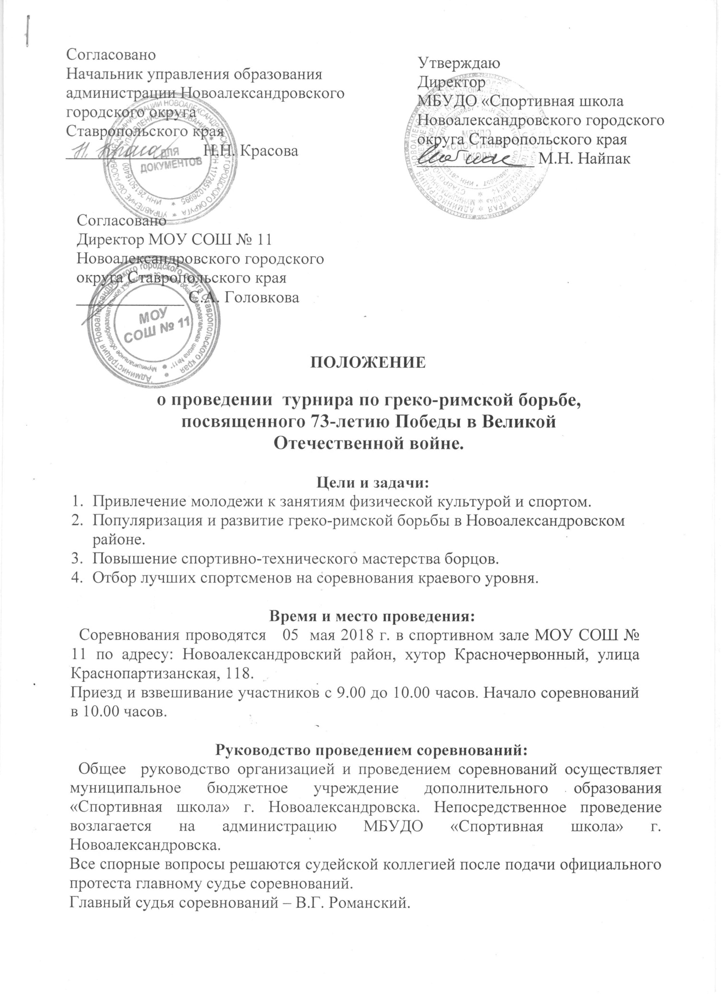 Согласовано
Начальник управления образования
администрации Новоалександровского
городского округа
Ставропольского края
Н.Н. Красова
ДЛЯ
ДОКУМЕНТОВ
Утверждаю
Директор
МБУДО «Спортивная школа
Новоалександровского городского
округа Ставропольского края
М.Н. Найпак
МБУДО
«СПОРТИВНАЯ
ШКОЛА»
Согласовано
Директор МОУ СОШ № 11
Новоалександровского городского
округа Ставропольского края
С.А. Головкова
МОУ
СОШ № 11
ПОЛОЖЕНИЕ
о проведении турнира по греко-римской борьбе,
посвященного 73-летию Победы в Великой
Отечественной войне.
Цели и задачи:
1. Привлечение молодежи к занятиям физической культурой и спортом.
2. Популяризация и развитие греко-римской борьбы в Новоалександровском
районе.
3. Повышение спортивно-технического мастерства борцов.
4. Отбор лучших спортсменов на соревнования краевого уровня.
Время и место проведения:
Соревнования проводятся 05 мая 2018 г. в спортивном зале МОУ СОШ №
11 по адресу: Новоалександровский район, хутор Красночервонный, улица
Краснопартизанская, 118.
Приезд и взвешивание участников с 9.00 до 10.00 часов. Начало соревнований
в 10.00 часов.
Руководство проведением соревнований:
Общее руководство организацией и проведением соревнований осуществляет
муниципальное бюджетное учреждение дополнительного образования
«Спортивная школа» г. Новоалександровска. Непосредственное проведение
возлагается на администрацию МБУДО «Спортивная школа» г.
Новоалександровска.
Все спорные вопросы решаются судейской коллегией после подачи официального
протеста главному судье соревнований.
Главный судья соревнований – В.Г. Романский.